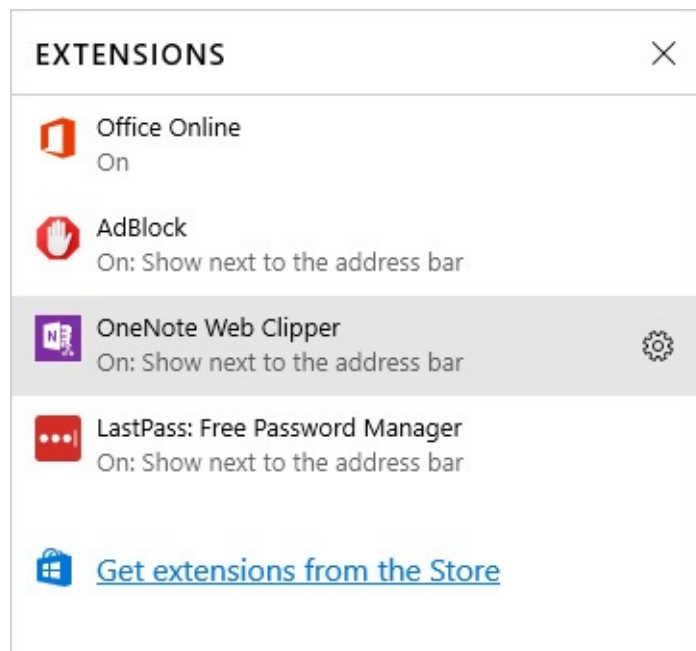 EXTENSIONS
Office Online
On
AdBlock
On: Show next to the address bar
OneNote Web Clipper
On: Show next to the address bar
LastPass: Free Password Manager
On: Show next to the address bar
Get extensions from the Store